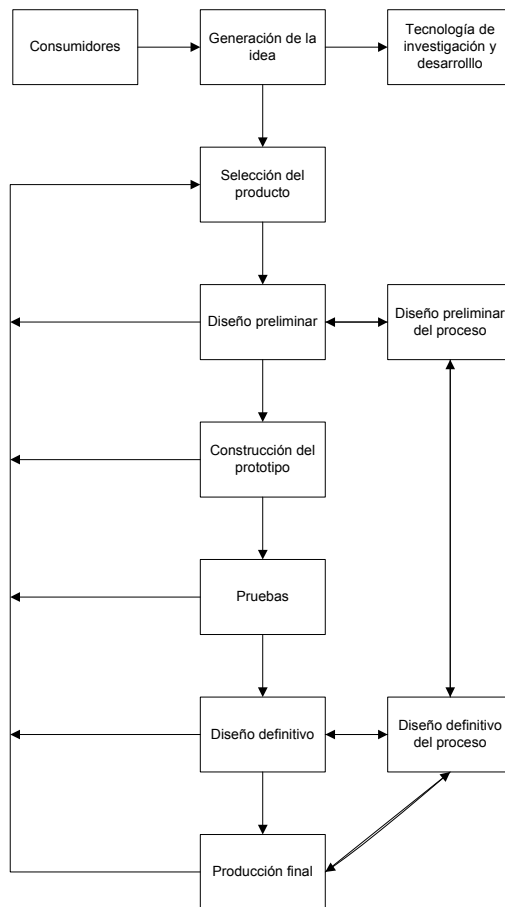 Consumidores
Generación de la
idea
Tecnología de
investigación y
desarrolllo
Selección del
producto
Diseño preliminar
Diseño preliminar
del proceso
Construcción del
prototipo
Pruebas
Diseño definitivo
Diseño definitivo
del proceso
Producción final